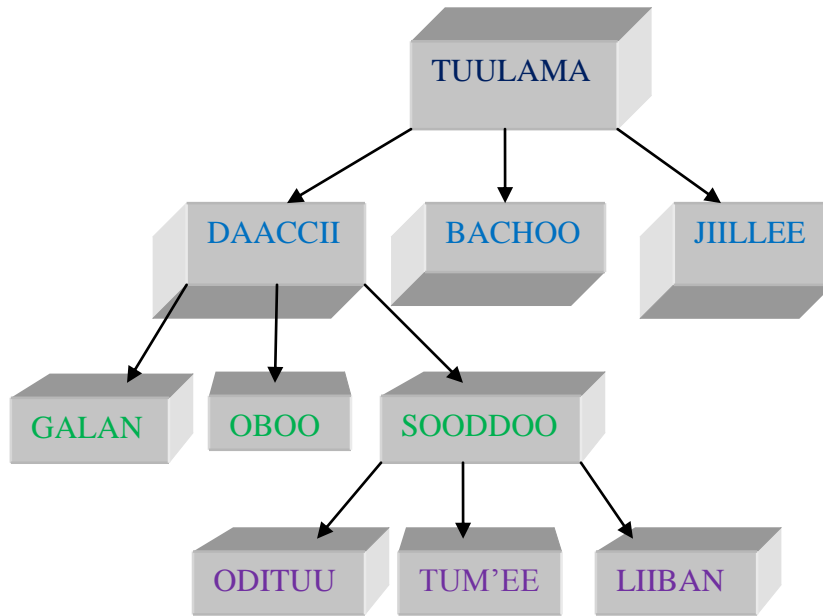 TUULAMA
DAACCII BACHOO JIILLEE
GALAN OBOO SOODDOO
ODITUU TUM’EE LIIBAN